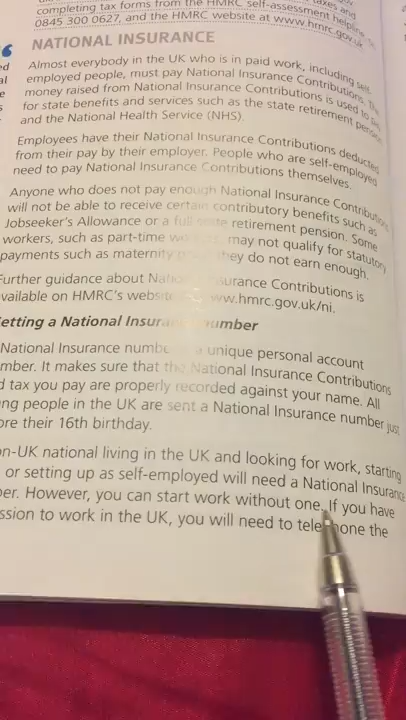 completing tax forms from the HMRC self-assessment helpline
0845 300 0627, and the HMRC website at www.hmrc.gov.uk
NATIONAL INSURANCE
Almost everybody in the UK who is in paid work, including self-
employed people, must pay National Insurance Contributions. The
money raised from National Insurance Contributions is used to pay
for state benefits and services such as the state retirement pension
and the National Health Service (NHS).
Employees have their National Insurance Contributions deducted
from their pay by their employer. People who are self-employed
need to pay National Insurance Contributions themselves.
Anyone who does not pay enough National Insurance Contributions
will not be able to receive certain contributory benefits such as
Jobseeker's Allowance or a full state retirement pension. Some
workers, such as part-time may not qualify for statutory
payments such as maternity they do not earn enough.
Further guidance about National Insurance Contributions is
available on HMRC's website www.hmrc.gov.uk/ni.
etting a National Insurance number
National Insurance number a unique personal account
mber. It makes sure that the National Insurance Contributions
d tax you pay are properly recorded against your name. All
ng people in the UK are sent a National Insurance number just
ore their 16th birthday.
on-UK national living in the UK and looking for work, starting
or setting up as self-employed will need a National Insurance
er. However, you can start work without one. If you have
ssion to work in the UK, you will need to telephone the